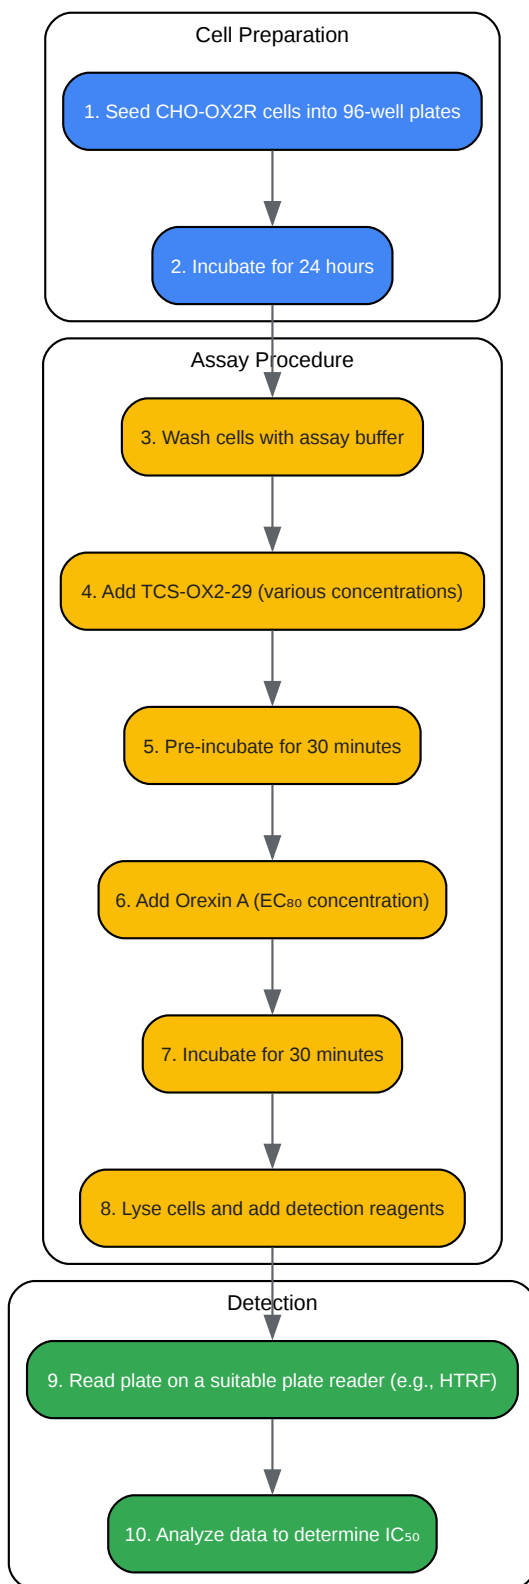 Cell Preparation
1. Seed CHO-OX2R cells into 96-well plates
2. Incubate for 24 hours
Assay Procedure
3. Wash cells with assay buffer
4. Add TCS-OX2-29 (various concentrations)
5. Pre-incubate for 30 minutes
6. Add Orexin A (EC₈₀ concentration)
7. Incubate for 30 minutes
8. Lyse cells and add detection reagents
Detection
9. Read plate on a suitable plate reader (e.g., HTRF)
10. Analyze data to determine IC₅₀